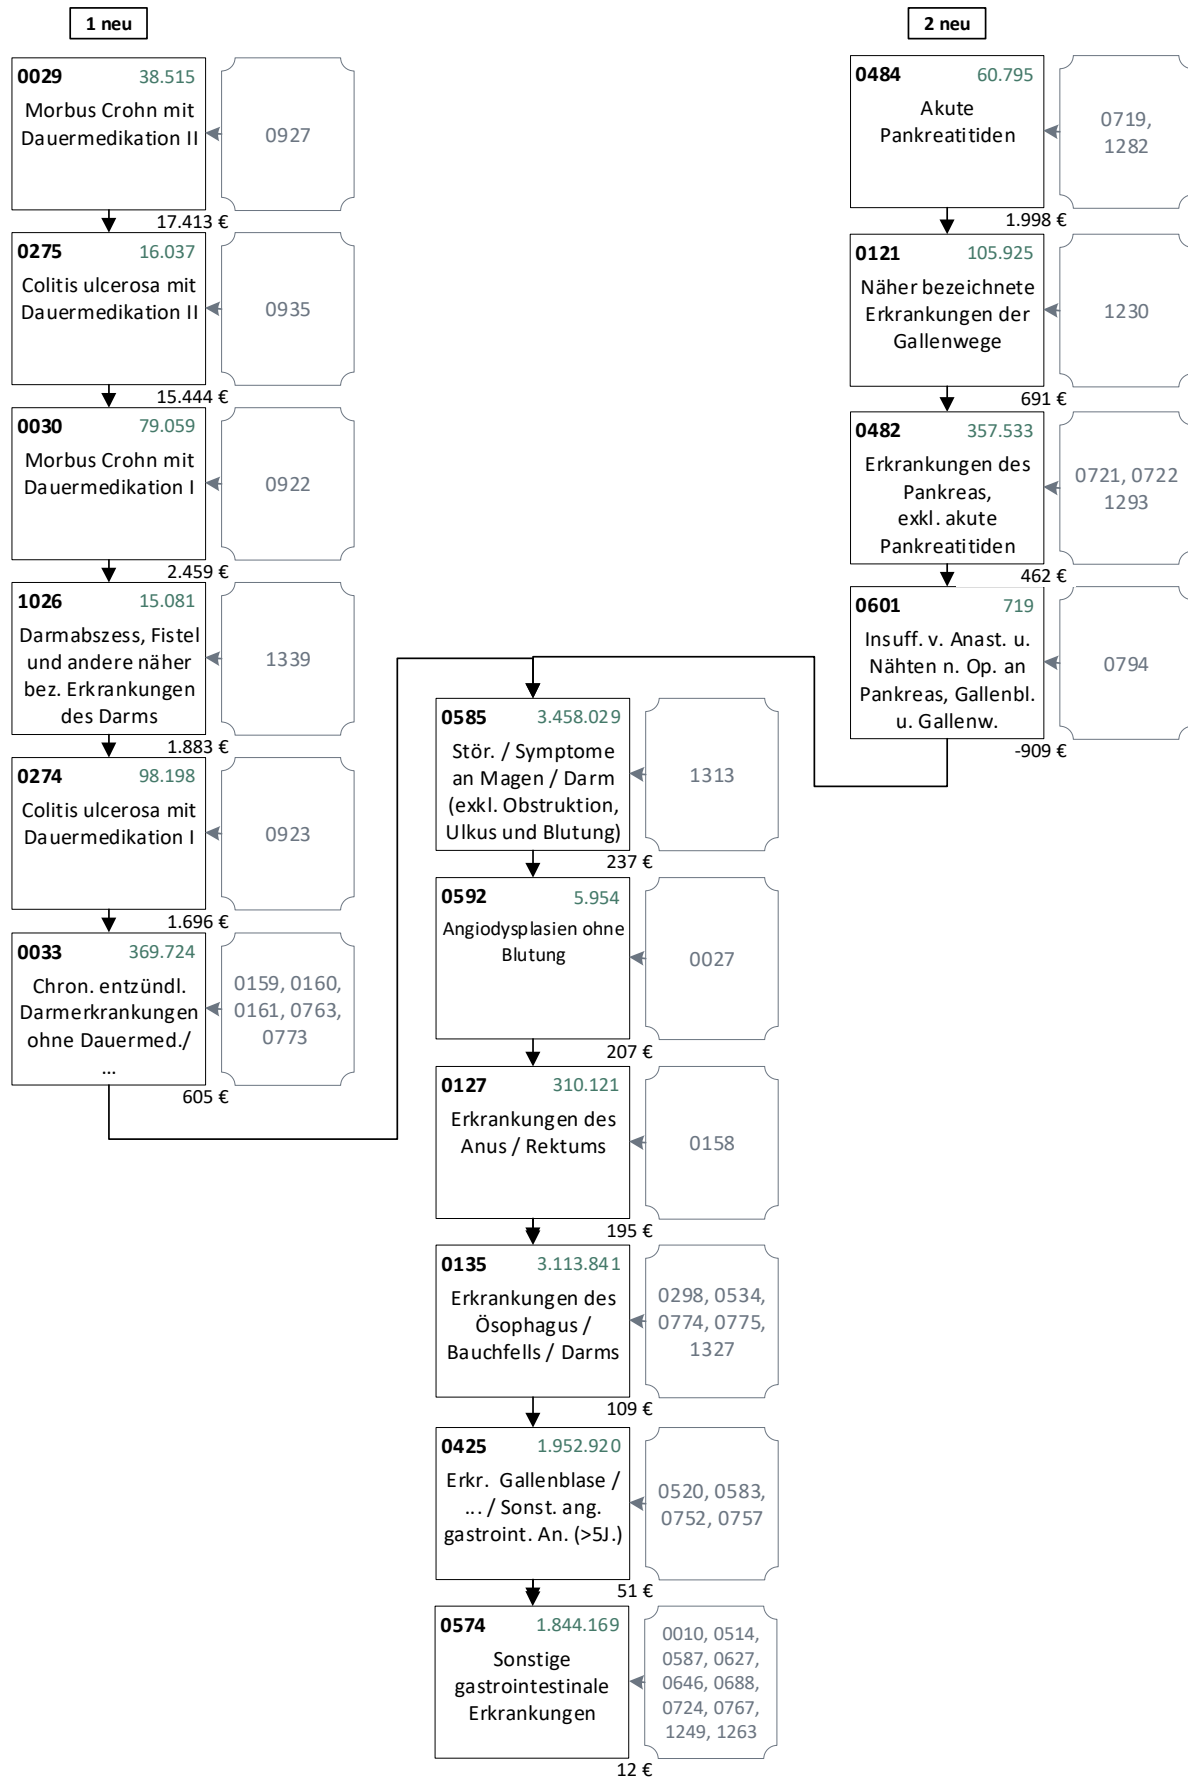 1 neu
0029 38.515
Morbus Crohn mit
Dauermedikation II
0927
17.413 €
0275 16.037
Colitis ulcerosa mit
Dauermedikation II
0935
15.444 €
0030 79.059
Morbus Crohn mit
Dauermedikation I
0922
2.459 €
1026 15.081
Darmabszess, Fistel
und andere näher
bez. Erkrankungen
des Darms
1339
1.883 €
0274 98.198
Colitis ulcerosa mit
Dauermedikation I
0923
1.696 €
0033 369.724
Chron. entzündl.
Darmerkrankungen
ohne Dauermed./
...
0159, 0160,
0161, 0763,
0773
605 €
2 neu
0484 60.795
Akute
Pankreatitiden
0719,
1282
1.998 €
0121 105.925
Näher bezeichnete
Erkrankungen der
Gallenwege
1230
691 €
0482 357.533
Erkrankungen des
Pankreas,
exkl. akute
Pankreatitiden
0721, 0722
1293
462 €
0601 719
Insuff. v. Anast. u.
Nähten n. Op. an
Pankreas, Gallenbl.
u. Gallenw.
0794
-909 €
0585 3.458.029
Stör. / Symptome
an Magen / Darm
(exkl. Obstruktion,
Ulkus und Blutung)
1313
237 €
0592 5.954
Angiodysplasien ohne
Blutung
0027
207 €
0127 310.121
Erkrankungen des
Anus / Rektums
0158
195 €
0135 3.113.841
Erkrankungen des
Ösophagus /
Bauchfells / Darms
0298, 0534,
0774, 0775,
1327
109 €
0425 1.952.920
Erkr. Gallenblase /
... / Sonst. ang.
gastroint. An. (>5J.)
0520, 0583,
0752, 0757
51 €
0574 1.844.169
Sonstige
gastrointestinale
Erkrankungen
0010, 0514,
0587, 0627,
0646, 0688,
0724, 0767,
1249, 1263
12 €